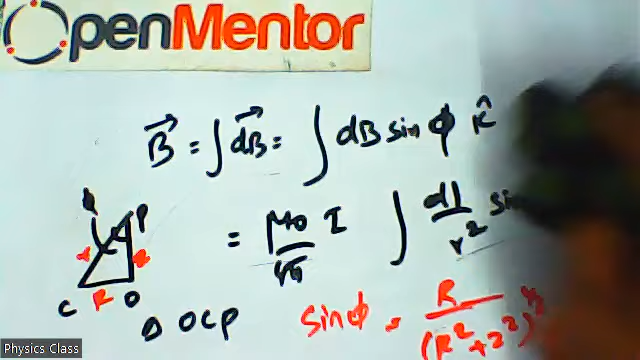 OpenMentor
B⃗ = ∫ dB⃗ = ∫ dB sin ϕ k̂
= μ0/4π I ∫ dl/r² sin
ϕ P
r z
C R O
Δ OCP sin ϕ = R/(R²+z²)^½
Physics Class